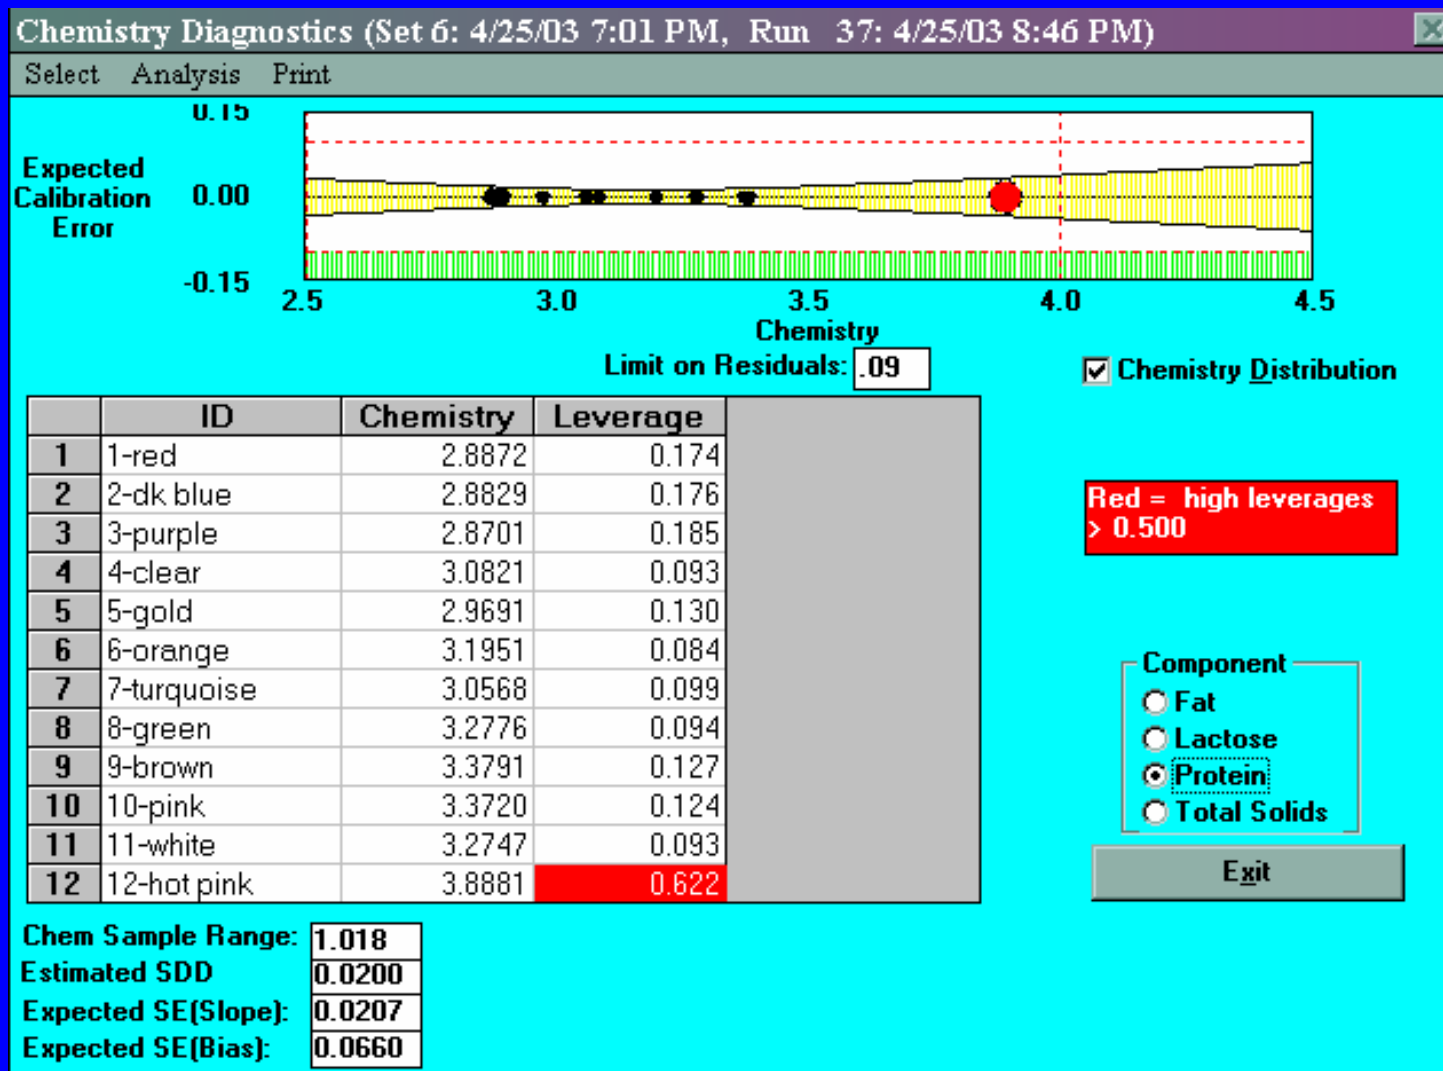 Chemistry Diagnostics (Set 6: 4/25/03 7:01 PM, Run 37: 4/25/03 8:46 PM)
Select Analysis Print
0.15
Expected
Calibration
Error
0.00
-0.15
2.5 3.0 3.5 4.0 4.5
Chemistry
Limit on Residuals: .09
Chemistry Distribution
ID Chemistry Leverage
1 1-red 2.8872 0.174
2 2-dk blue 2.8829 0.176
3 3-purple 2.8701 0.185
4 4-clear 3.0821 0.093
5 5-gold 2.9691 0.130
6 6-orange 3.1951 0.084
7 7-turquoise 3.0568 0.099
8 8-green 3.2776 0.094
9 9-brown 3.3791 0.127
10 10-pink 3.3720 0.124
11 11-white 3.2747 0.093
12 12-hot pink 3.8881 0.622
Red = high leverages
> 0.500
Component
Fat
Lactose
Protein
Total Solids
Exit
Chem Sample Range: 1.018
Estimated SDD 0.0200
Expected SE(Slope): 0.0207
Expected SE(Bias): 0.0660